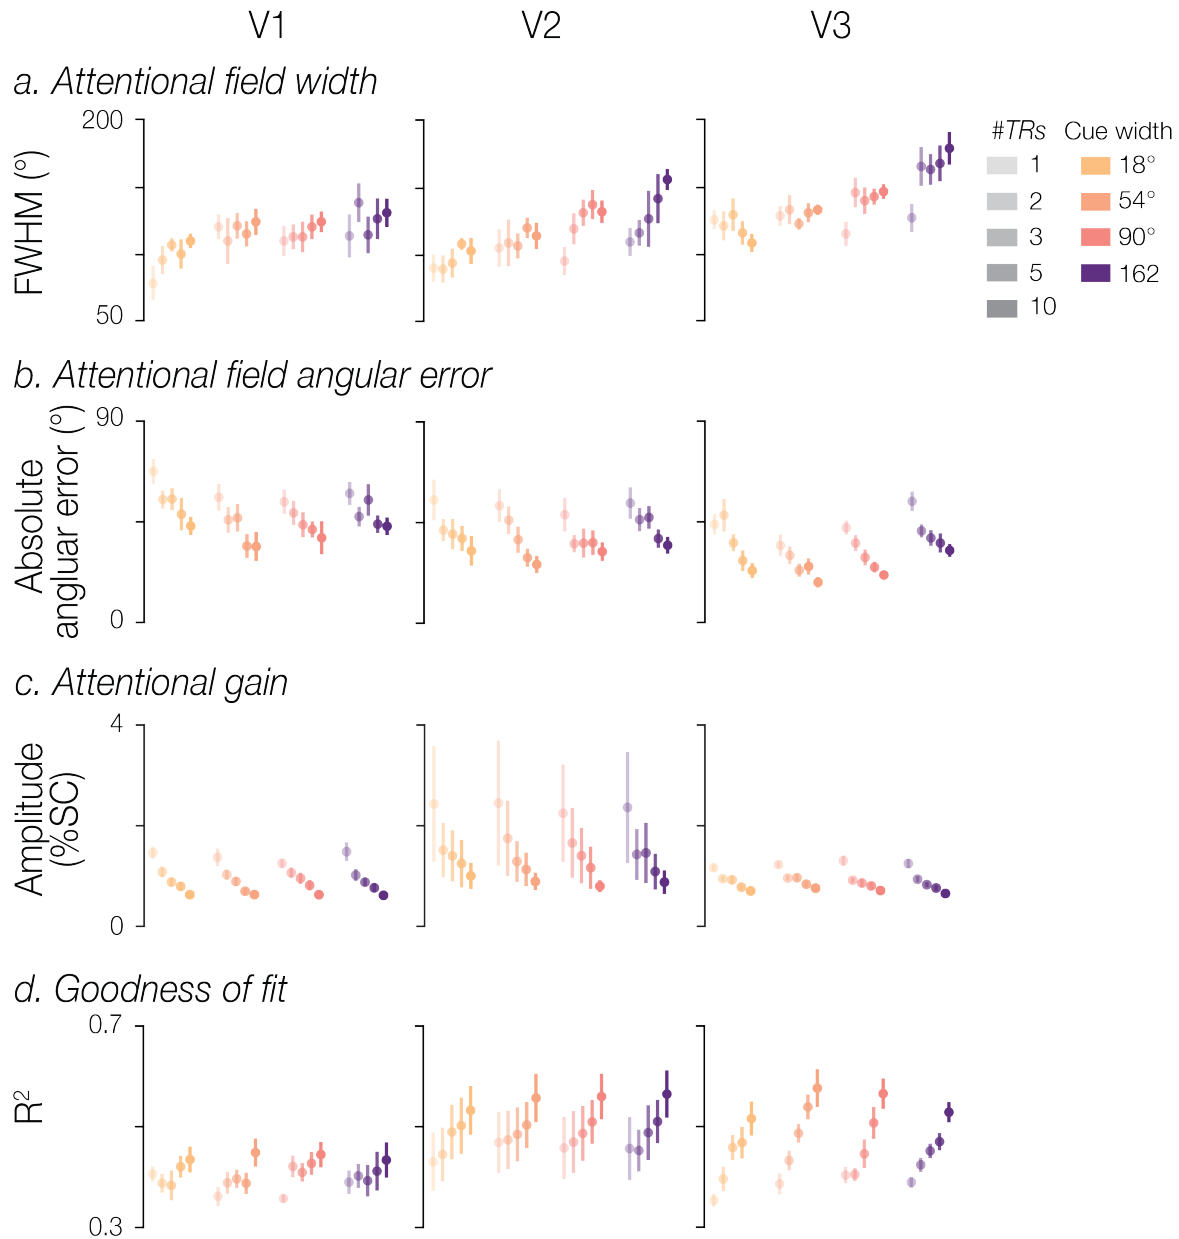 V1 V2 V3
a. Attentional field width
FWHM (°)
200
50
#TRs Cue width
1 18°
2 54°
3 90°
5 162
10
b. Attentional field angular error
Absolute
angluar error (°)
90
0
c. Attentional gain
Amplitude
(%SC)
4
0
d. Goodness of fit
R²
0.7
0.3